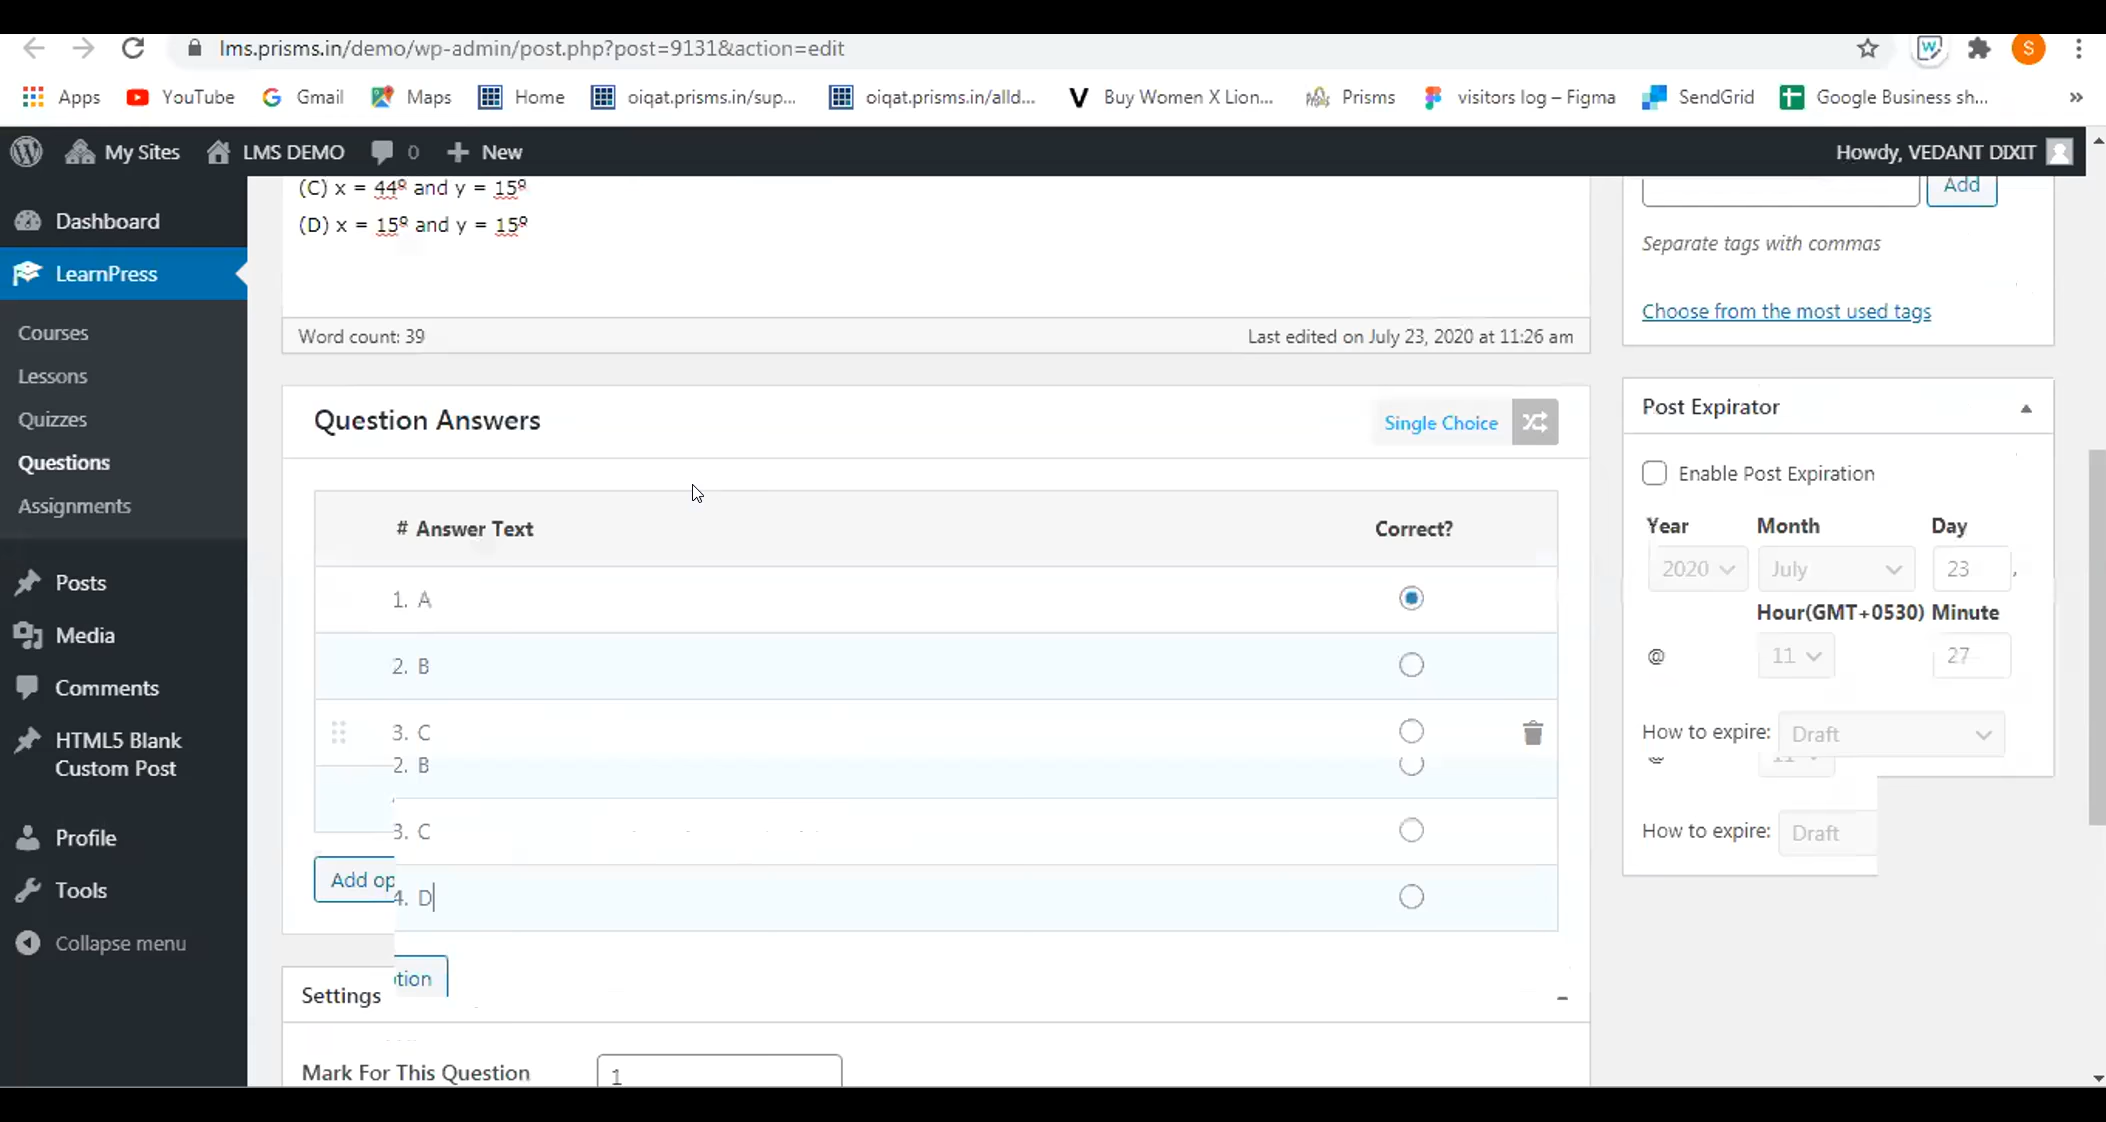 lms.prisms.in/demo/wp-admin/post.php?post=9131&action=edit
S
Apps YouTube Gmail Maps Home oiqat.prisms.in/sup... oiqat.prisms.in/alld... Buy Women X Lion... Prisms visitors log – Figma SendGrid Google Business sh... »
My Sites LMS DEMO 0 + New Howdy, VEDANT DIXIT
Dashboard
LearnPress
Courses
Lessons
Quizzes
Questions
Assignments
Posts
Media
Comments
HTML5 Blank
Custom Post
Profile
Tools
Collapse menu
(C) x = 44º and y = 15º
(D) x = 15º and y = 15º
Word count: 39 Last edited on July 23, 2020 at 11:26 am
Question Answers Single Choice
# Answer Text Correct?
1. A
2. B
3. C
2. B
3. C
Add op
4. D
tion
Settings
Mark For This Question 1
Add
Separate tags with commas
Choose from the most used tags
Post Expirator
Enable Post Expiration
Year Month Day
2020 July 23 ,
Hour(GMT+0530) Minute
@ 11 27
How to expire: Draft
How to expire: Draft